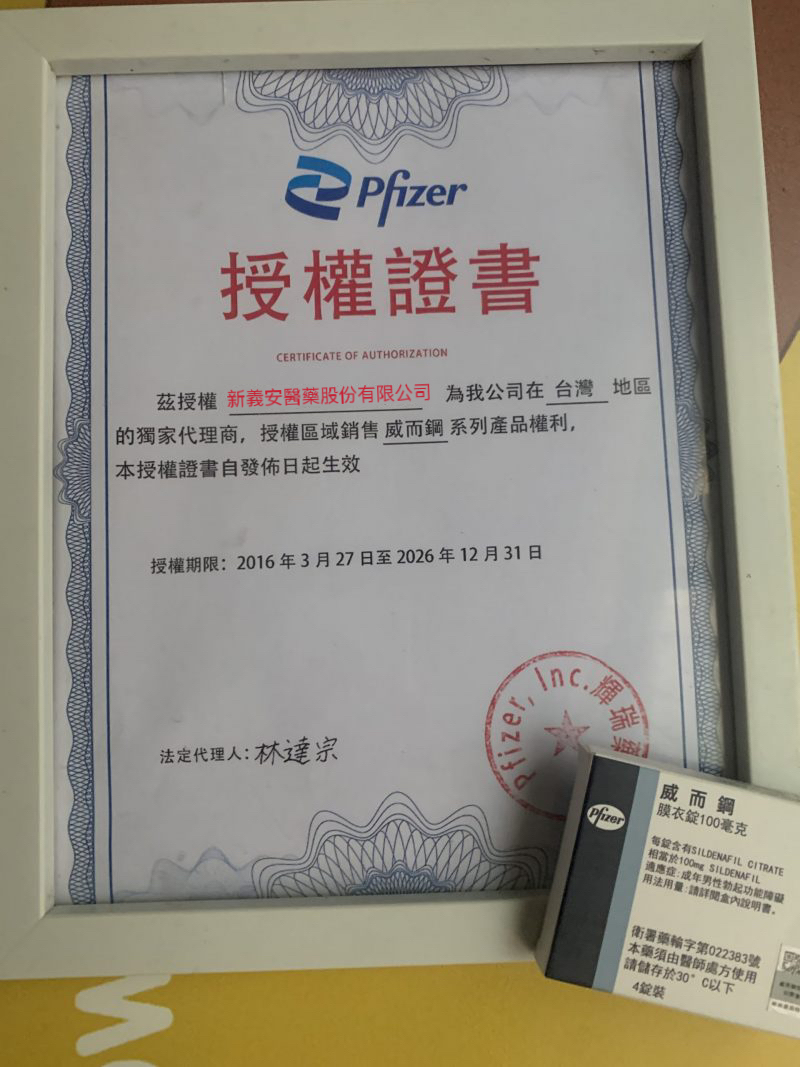 Pfizer
授權證書
CERTIFICATE OF AUTHORIZATION
茲授權 新義安醫藥股份有限公司 為我公司在 台灣 地區
的獨家代理商，授權區域銷售 威而鋼 系列產品權利，
本授權證書自發佈日起生效
授權期限：2016 年 3 月 27 日至 2026 年 12 月 31 日
法定代理人：林達宗
Pfizer, Inc. 輝瑞藥
Pfizer
威而鋼
膜衣錠100毫克
每錠含有SILDENAFIL CITRATE
相當於100mg SILDENAFIL
適應症：成年男性勃起功能障礙
用法用量：請詳閱盒內說明書。
衛署藥輸字第022383號
本藥須由醫師處方使用
請儲存於30°C以下
4錠裝